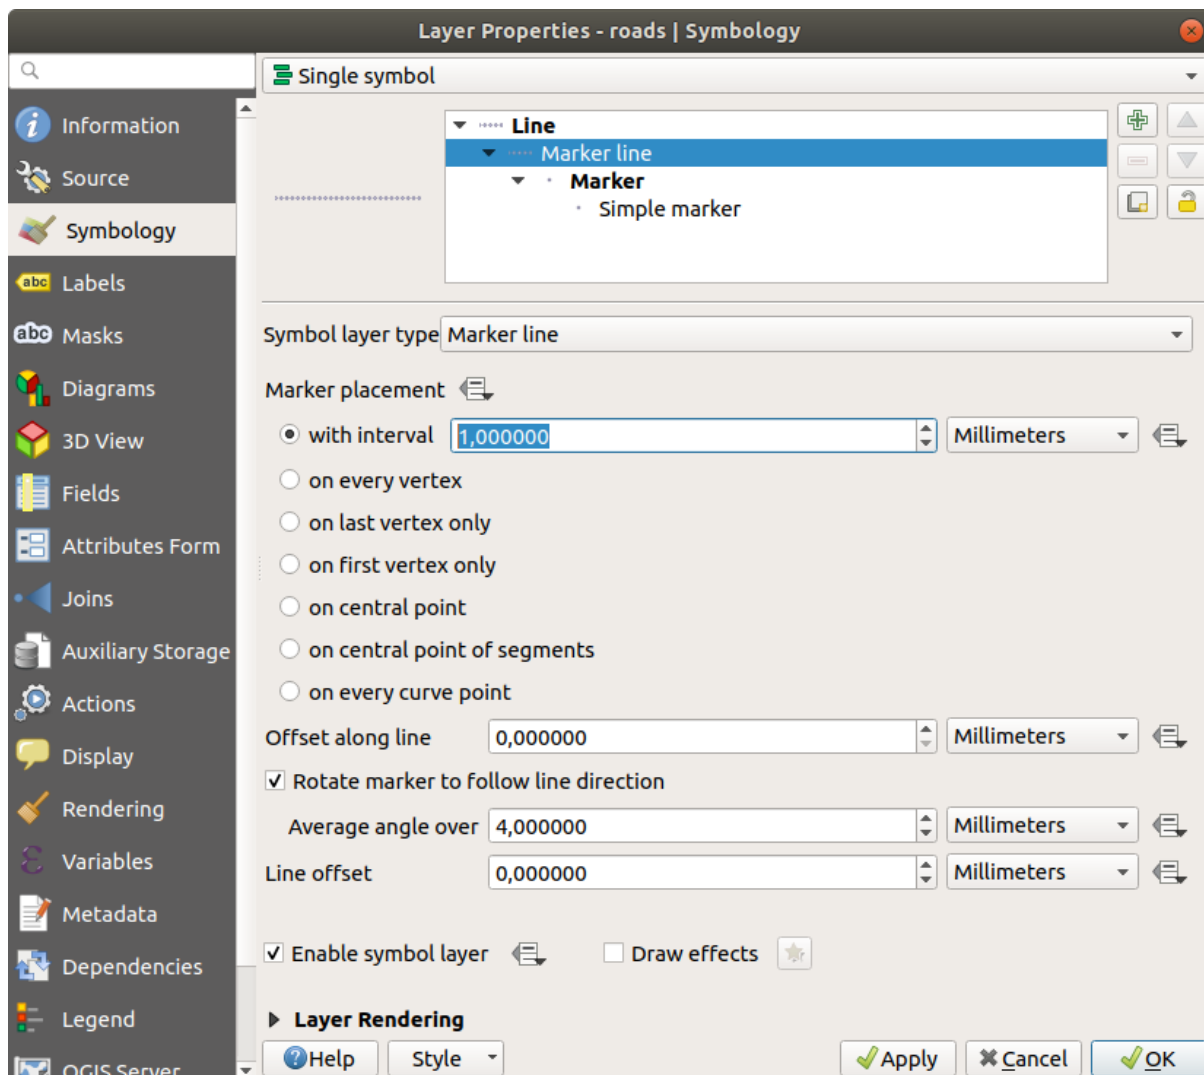 Layer Properties - roads | Symbology
Information
Source
Symbology
Labels
Masks
Diagrams
3D View
Fields
Attributes Form
Joins
Auxiliary Storage
Actions
Display
Rendering
Variables
Metadata
Dependencies
Legend
QGIS Server
Single symbol
Line
Marker line
Marker
Simple marker
Symbol layer type Marker line
Marker placement
with interval 1,000000 Millimeters
on every vertex
on last vertex only
on first vertex only
on central point
on central point of segments
on every curve point
Offset along line 0,000000 Millimeters
Rotate marker to follow line direction
Average angle over 4,000000 Millimeters
Line offset 0,000000 Millimeters
Enable symbol layer Draw effects
Layer Rendering
Help Style Apply Cancel OK